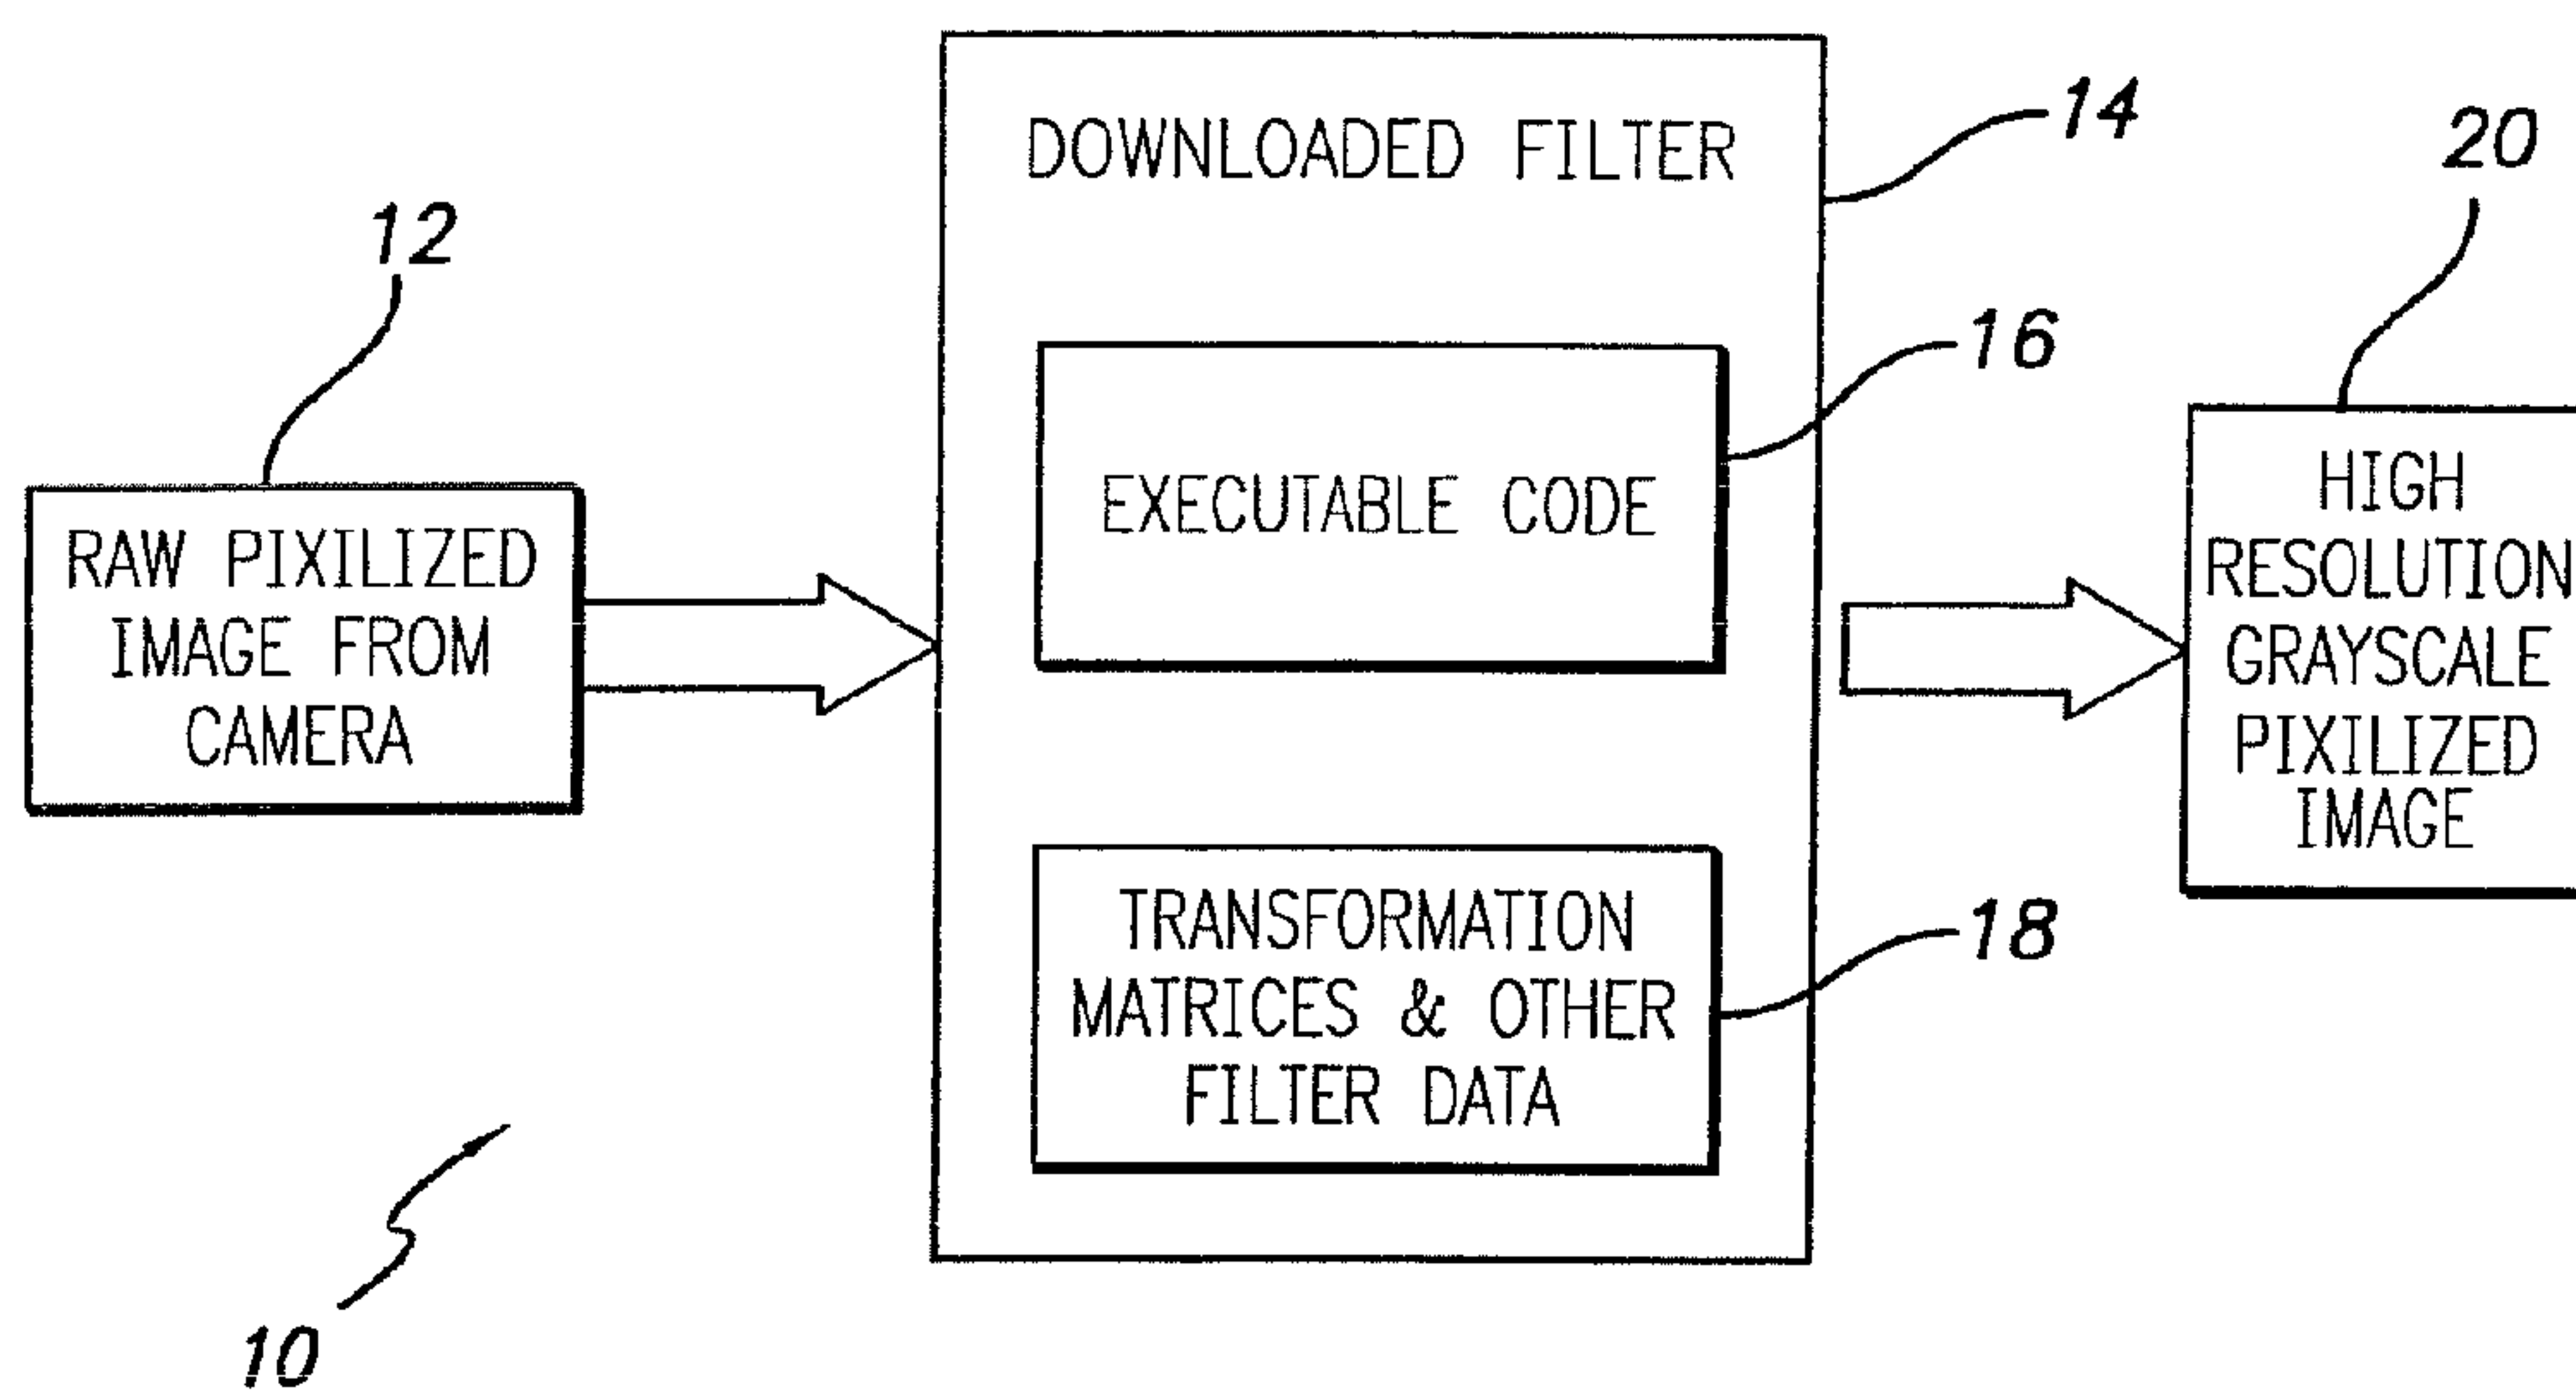 12
RAW PIXILIZED
IMAGE FROM
CAMERA
DOWNLOADED FILTER
14
EXECUTABLE CODE
16
TRANSFORMATION
MATRICES & OTHER
FILTER DATA
18
20
HIGH
RESOLUTION
GRAYSCALE
PIXILIZED
IMAGE
10